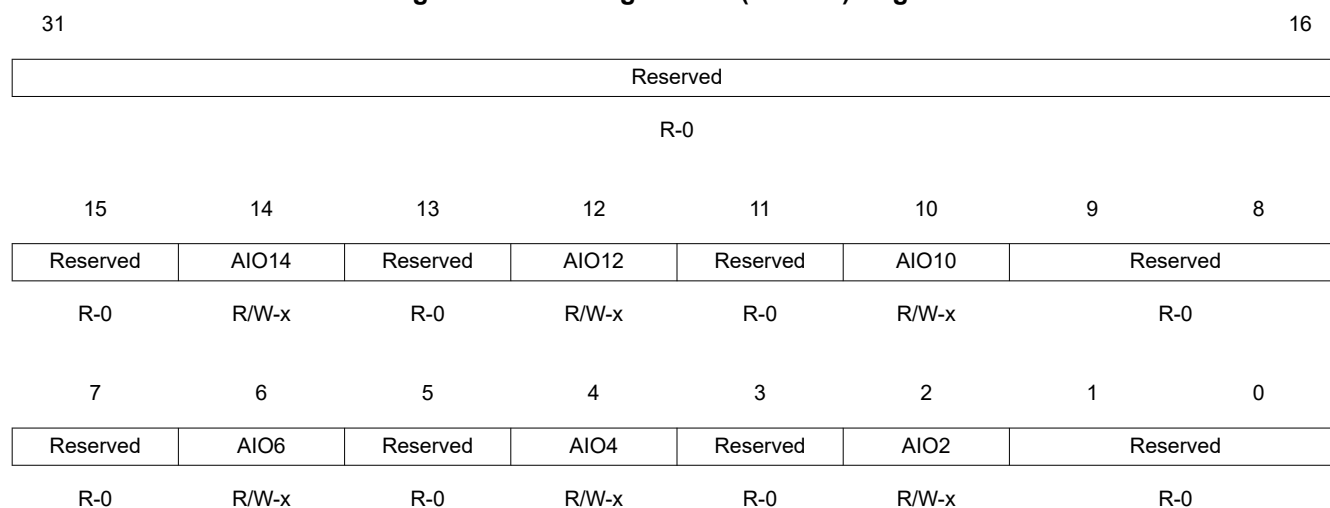 31 16
Reserved
R-0
15 14 13 12 11 10 9 8
Reserved AIO14 Reserved AIO12 Reserved AIO10 Reserved
R-0 R/W-x R-0 R/W-x R-0 R/W-x R-0
7 6 5 4 3 2 1 0
Reserved AIO6 Reserved AIO4 Reserved AIO2 Reserved
R-0 R/W-x R-0 R/W-x R-0 R/W-x R-0